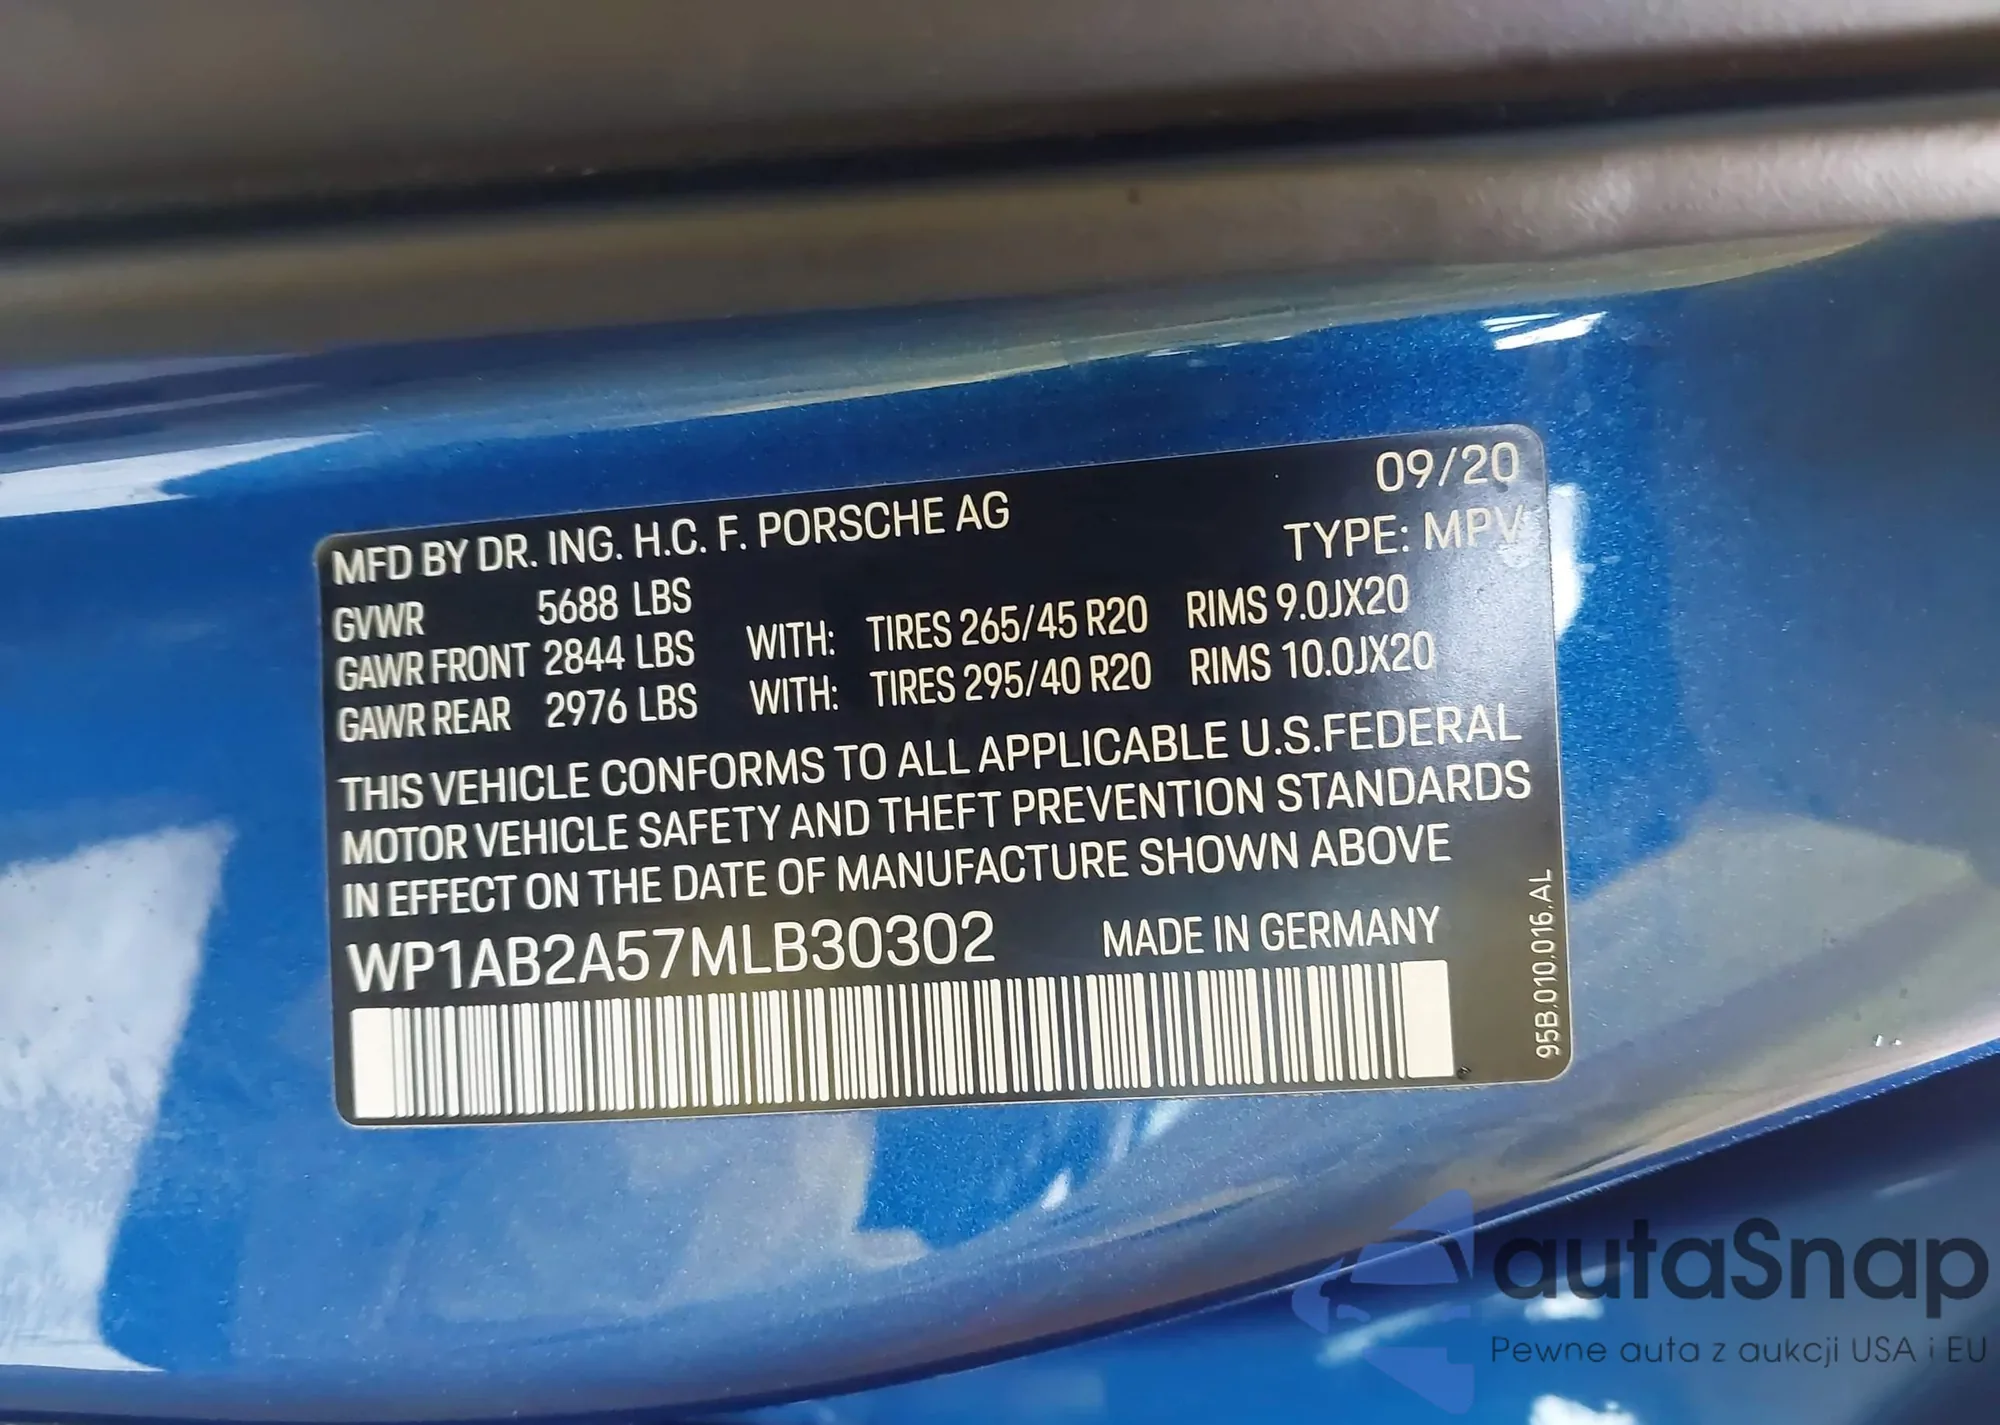 09/20
MFD BY DR. ING. H.C. F. PORSCHE AG
TYPE: MPV
GVWR 5688 LBS
GAWR FRONT 2844 LBS WITH: TIRES 265/45 R20 RIMS 9.0JX20
GAWR REAR 2976 LBS WITH: TIRES 295/40 R20 RIMS 10.0JX20
THIS VEHICLE CONFORMS TO ALL APPLICABLE U.S.FEDERAL
MOTOR VEHICLE SAFETY AND THEFT PREVENTION STANDARDS
IN EFFECT ON THE DATE OF MANUFACTURE SHOWN ABOVE
WP1AB2A57MLB30302 MADE IN GERMANY
95B.010.016.AL
autaSnap
Pewne auta z aukcji USA i EU